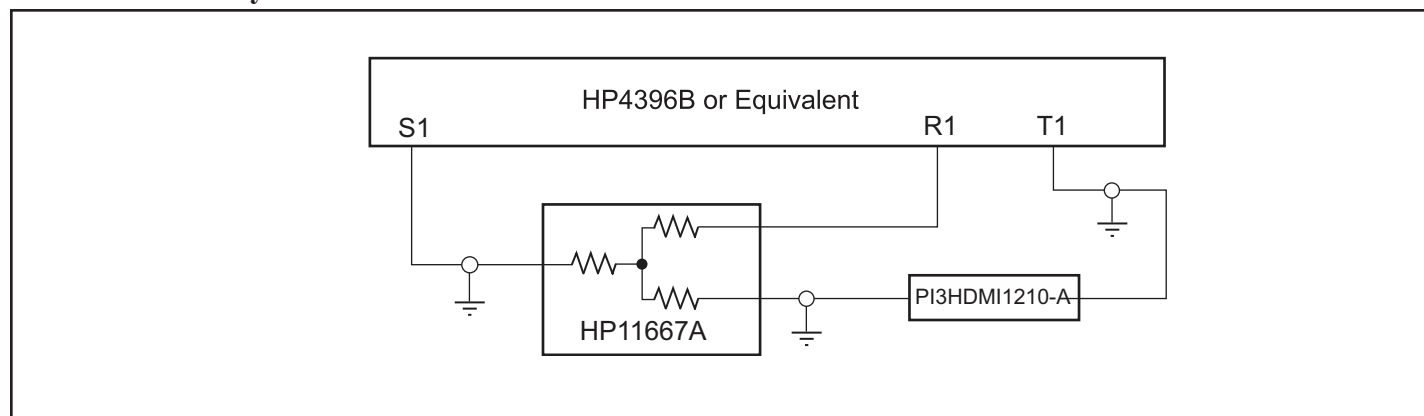 HP4396B or Equivalent
S1
R1
T1
PI3HDMI1210-A
HP11667A